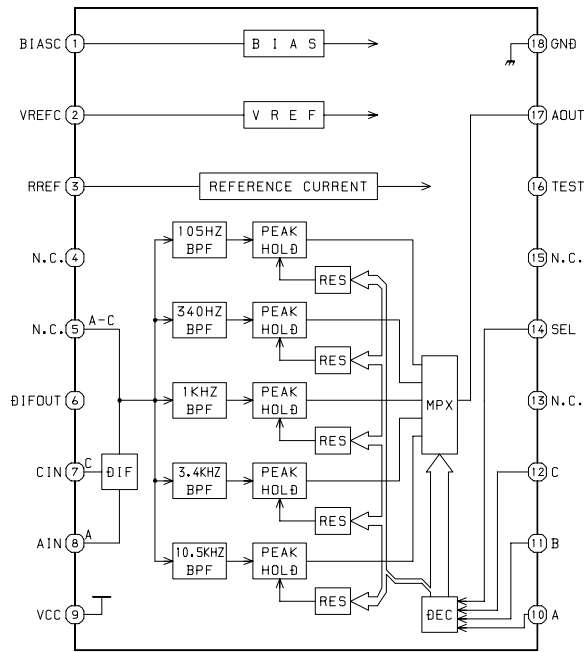 BIASC 1 B I A S 18 GND
VREFC 2 V R E F 17 AOUT
RREF 3 REFERENCE CURRENT 16 TEST
105HZ BPF PEAK HOLD
N.C. 4 RES 15 N.C.
340HZ BPF PEAK HOLD
N.C. 5 A-C 14 SEL
RES
DIFOUT 6 1KHZ BPF PEAK HOLD MPX 13 N.C.
RES
CIN 7 C DIF 3.4KHZ BPF PEAK HOLD 12 C
RES
AIN 8 A 11 B
10.5KHZ BPF PEAK HOLD
VCC 9 RES DEC 10 A